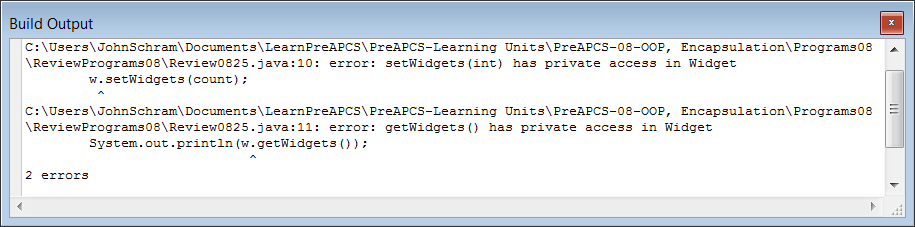 Build Output
C:\Users\JohnSchram\Documents\LearnPreAPCS\PreAPCS-Learning Units\PreAPCS-08-OOP, Encapsulation\Programs08
\ReviewPrograms08\Review0825.java:10: error: setWidgets(int) has private access in Widget
        w.setWidgets(count);
         ^
C:\Users\JohnSchram\Documents\LearnPreAPCS\PreAPCS-Learning Units\PreAPCS-08-OOP, Encapsulation\Programs08
\ReviewPrograms08\Review0825.java:11: error: getWidgets() has private access in Widget
        System.out.println(w.getWidgets());
                            ^
2 errors